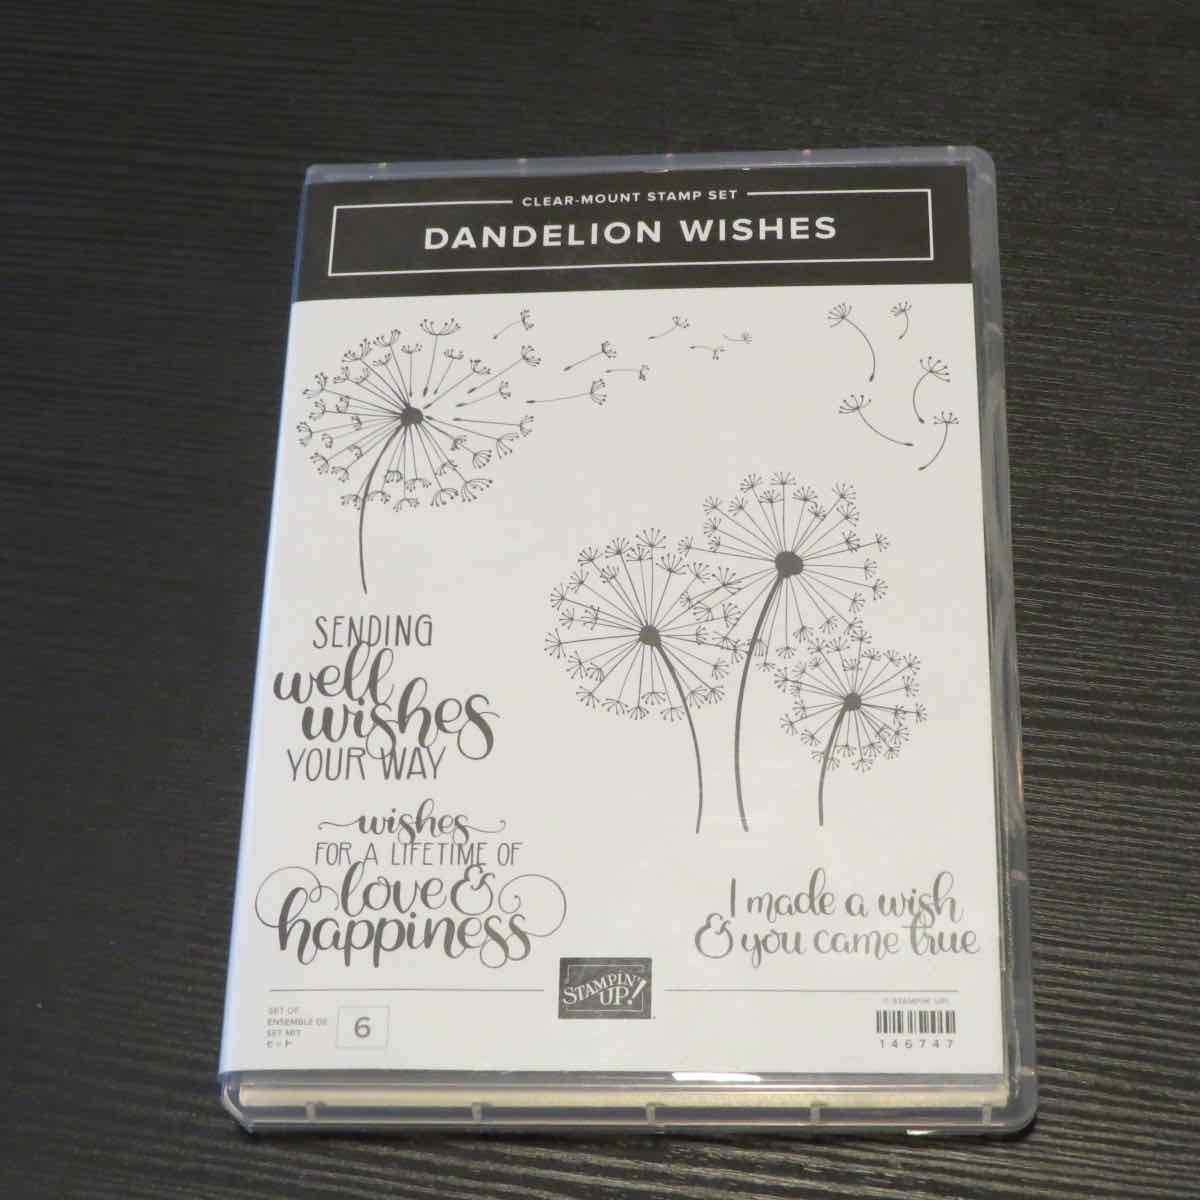 CLEAR-MOUNT STAMP SET
DANDELION WISHES
SENDING
well
wishes
YOUR WAY
wishes
FOR A LIFETIME OF
love &
happiness
I made a wish
& you came true
STAMPIN'
UP!
SET OF
ENSEMBLE DE
SET MIT
セット
6
© STAMPIN' UP!
146747